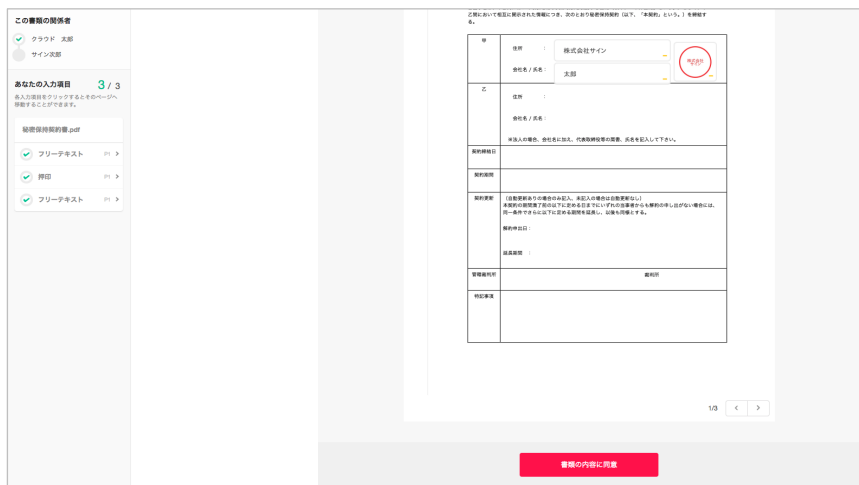 この書類の関係者
クラウド 太郎
サイン次郎
あなたの入力項目 3 / 3
各入力項目をクリックするとそのページへ
移動することができます。
秘密保持契約書.pdf
フリーテキスト
押印
フリーテキスト
乙間において相互に開示された情報につき、次のとおり秘密保持契約（以下、「本契約」という。）を締結す
る。
甲
住所 : 株式会社サイン
会社名 / 氏名 : 太郎
株式会社
サイン
乙
住所 :
会社名 / 氏名 :
※法人の場合、会社名に加え、代表取締役等の肩書、氏名を記入して下さい。
契約締結日
契約期間
契約更新
（自動更新ありの場合のみ記入、未記入の場合は自動更新なし）
本契約の期間満了前の以下に定める日までにいずれの当事者からも解約の申し出がない場合には、
同一条件でさらに以下に定める期間を延長し、以後も同様とする。
解約申出日 :
延長期間 :
管轄裁判所 裁判所
特記事項
1/3
書類の内容に同意